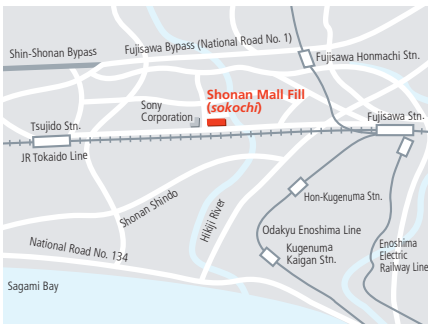 Shin-Shonan Bypass
Fujisawa Bypass (National Road No. 1)
Fujisawa Honmachi Stn.
Shonan Mall Fill
(sokochi)
Sony
Corporation
Tsujido Stn.
Fujisawa Stn.
JR Tokaido Line
Shonan Shindo
Hikiji River
Hon-Kugenuma Stn.
Odakyu Enoshima Line
Kugenuma
Kaigan Stn.
Enoshima
Electric
Railway Line
National Road No. 134
Sagami Bay